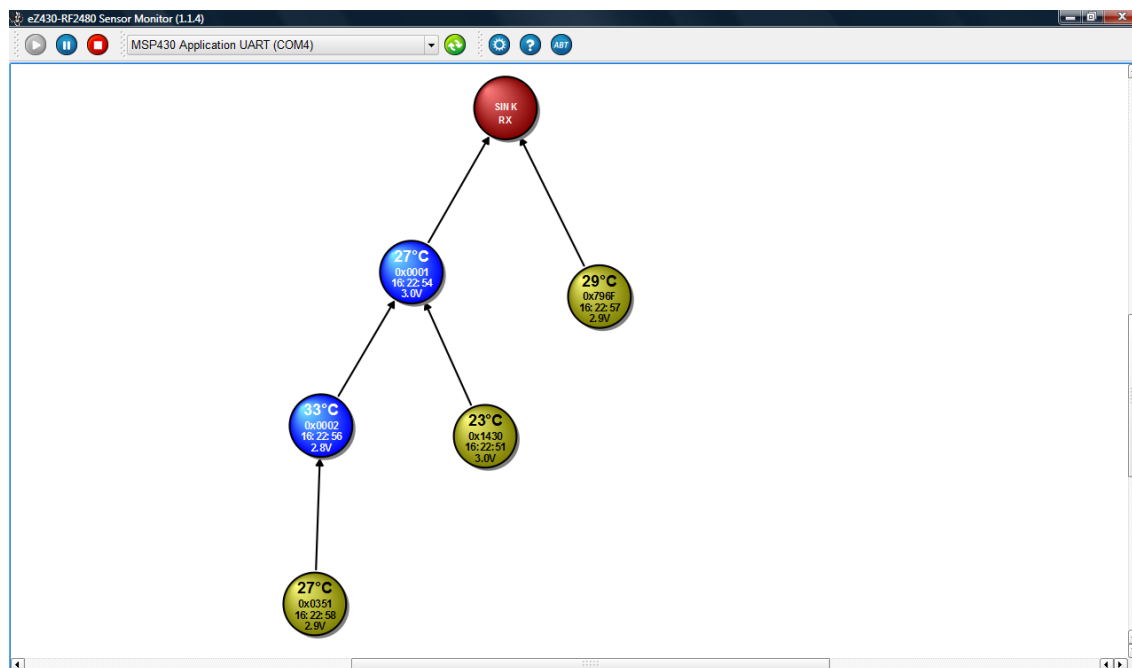 eZ430-RF2480 Sensor Monitor (1.1.4)
MSP430 Application UART (COM4)
?
ABT
SINK
RX
27°C
0x0001
16:22:54
3.0V
29°C
0x796F
16:22:57
2.9V
33°C
0x0002
16:22:56
2.8V
23°C
0x1430
16:22:51
3.0V
27°C
0x0351
16:22:58
2.9V